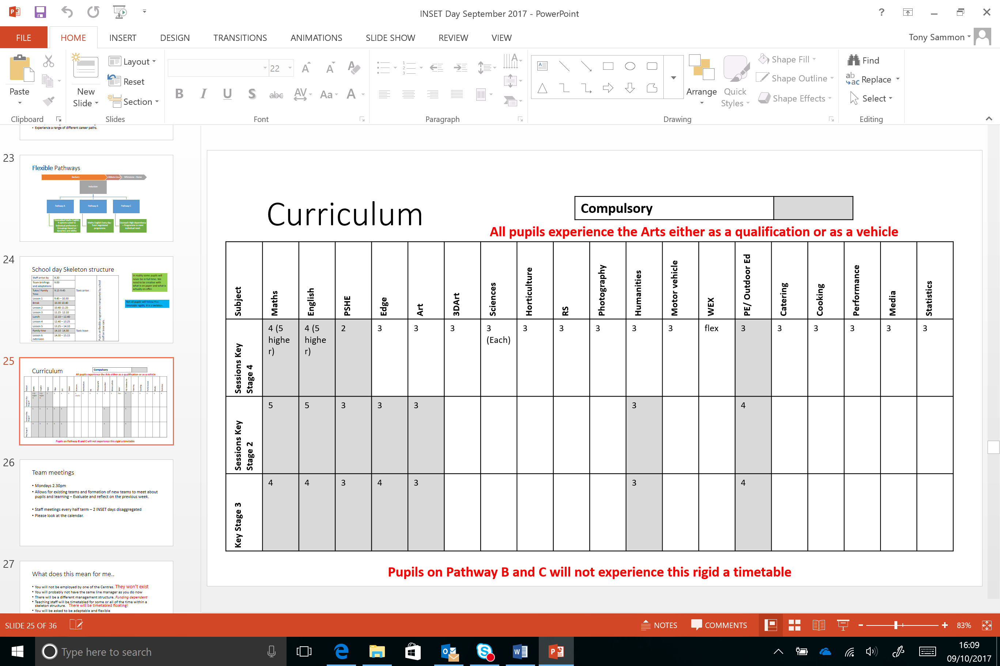 INSET Day September 2017 - PowerPoint
?
FILE
HOME
INSERT
DESIGN
TRANSITIONS
ANIMATIONS
SLIDE SHOW
REVIEW
VIEW
Tony Sammon
Paste
Clipboard
New
Slide
Layout
Reset
Section
Slides
22
B I U S abc AV Aa A
Font
Paragraph
Arrange
Quick
Styles
Shape Fill
Shape Outline
Shape Effects
Drawing
Find
Replace
Select
Editing
• Experience a range of different career paths.
23
Flexible Pathways
Beckery
Whitstone - Home
Induction
Pathway A
Pathway B
Pathway C
Timetabled Maths English,
4 options suited to
individual preference –
Groupings based on
dynamics and ability
Maths English Every day -
Tutor negotiated
programme.
Outreach High dependency
– Programme to meet
individual need.
24
School day Skeleton structure
Staff arrive by 8.30
Team briefings 9.00
and adaptations
Tutor/ Family 9.15-9.45 Taxis arrive
Time
Lesson 1 9.45 – 10.30
Break 10.30-10.40
Lesson 2 10.40-11.25
Lesson 3 11.25 12.10
Lunch 12.10 – 12.40
Lesson 4 12.40 – 13.25
Lesson 5 13.25 – 14.10
Family time 14.10 14.30 Taxis leave
Lesson 6 14.30 – 15.15
extension
Pupils on flexible programmes transported by school
staff on lease cars.
In reality some pupils will
never be in full time. We
need to be creative with
what is on paper and what is
actually on offer.
Not all pupils will follow this
timetable rigidly. It is a skeleton.
25
Curriculum
Compulsory
All pupils experience the Arts either as a qualification or as a vehicle
Pupils on Pathway B and C will not experience this rigid a timetable
26
Team meetings
• Mondays 2.30pm
• Allows for existing teams and formation of new teams to meet about
pupils and learning – Evaluate and reflect on the previous week.
• Staff meetings every half term – 2 INSET days disaggregated
• Please look at the calendar.
27
What does this mean for me..
• You will not be employed by one of the Centres. They won't exist
• You will probably not have the same line manager as you do now
• There will be a different management structure. Funding dependent
• Teaching staff will be timetabled for some or all of the time within a
skeleton structure. There will be timetabled floating!
• You will be asked to be adaptable and flexible
Curriculum
Compulsory
All pupils experience the Arts either as a qualification or as a vehicle
Subject Maths English PSHE Edge Art 3DArt Sciences Horticulture RS Photography Humanities Motor vehicle WEX PE/ Outdoor Ed Catering Cooking Performance Media Statistics
Sessions Key
Stage 4
4 (5 4 (5 2 3 3 3 3 3 3 3 3 3 flex 3 3 3 3 3 3
highe highe (Each)
r) r)
Sessions Key
Stage 2
5 5 3 3 3 3 4
Key Stage 3
4 4 3 4 3 3 4
Pupils on Pathway B and C will not experience this rigid a timetable
SLIDE 25 OF 36
NOTES
COMMENTS
83%
Type here to search
16:09
09/10/2017